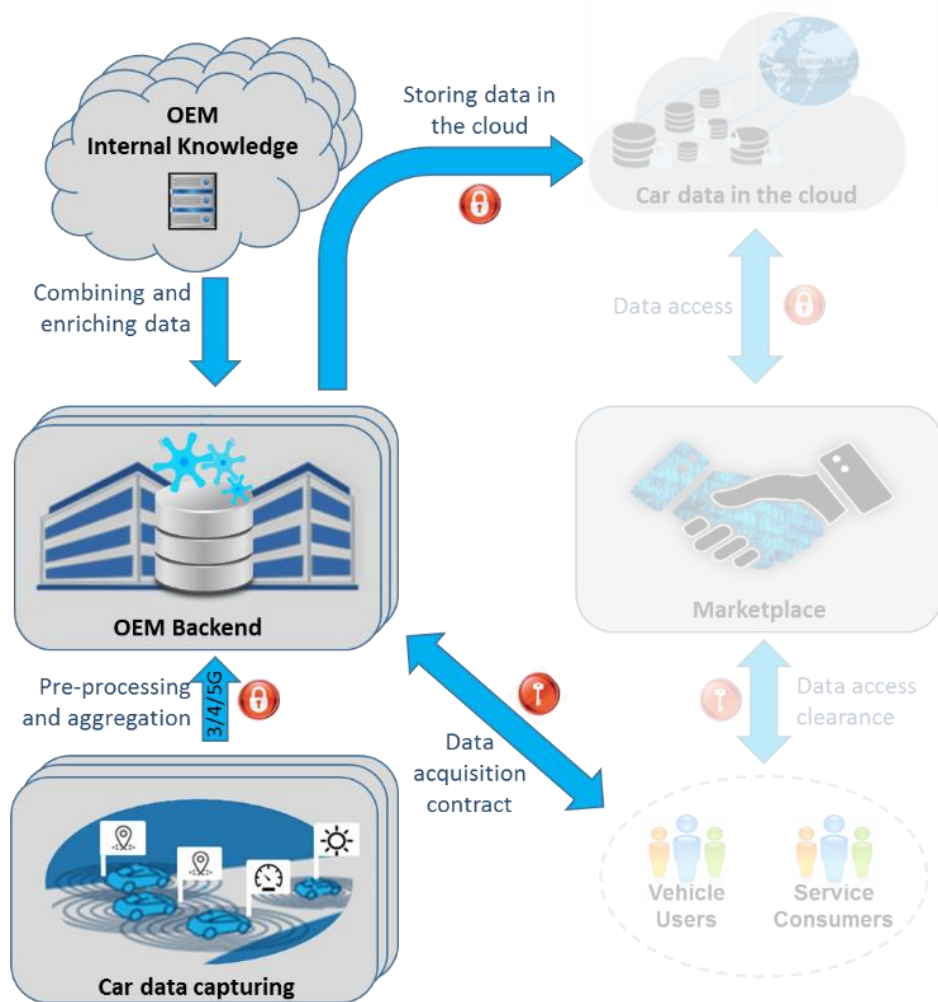 OEM
Internal Knowledge
Storing data in
the cloud
Car data in the cloud
Combining and
enriching data
Data access
OEM Backend
Marketplace
Pre-processing
and aggregation
3/4/5G
Data
acquisition
contract
Data access
clearance
Car data capturing
Vehicle
Users
Service
Consumers